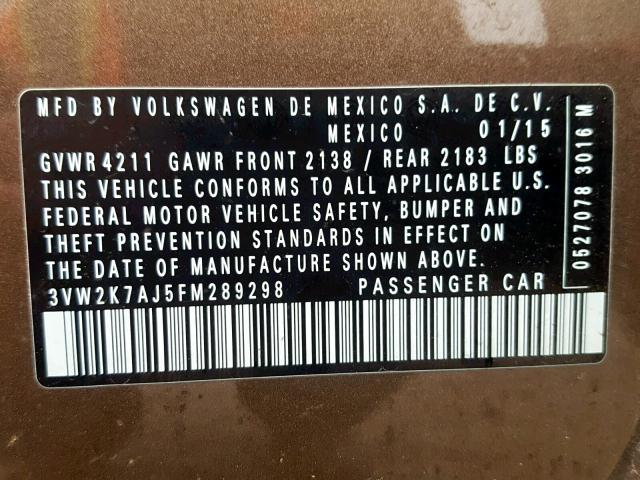 MFD BY VOLKSWAGEN DE MEXICO S.A. DE C.V.
MEXICO 01/15
GVWR 4211 GAWR FRONT 2138 / REAR 2183 LBS
THIS VEHICLE CONFORMS TO ALL APPLICABLE U.S.
FEDERAL MOTOR VEHICLE SAFETY, BUMPER AND
THEFT PREVENTION STANDARDS IN EFFECT ON
THE DATE OF MANUFACTURE SHOWN ABOVE.
3VW2K7AJ5FM289298 PASSENGER CAR
0527078 3016 M